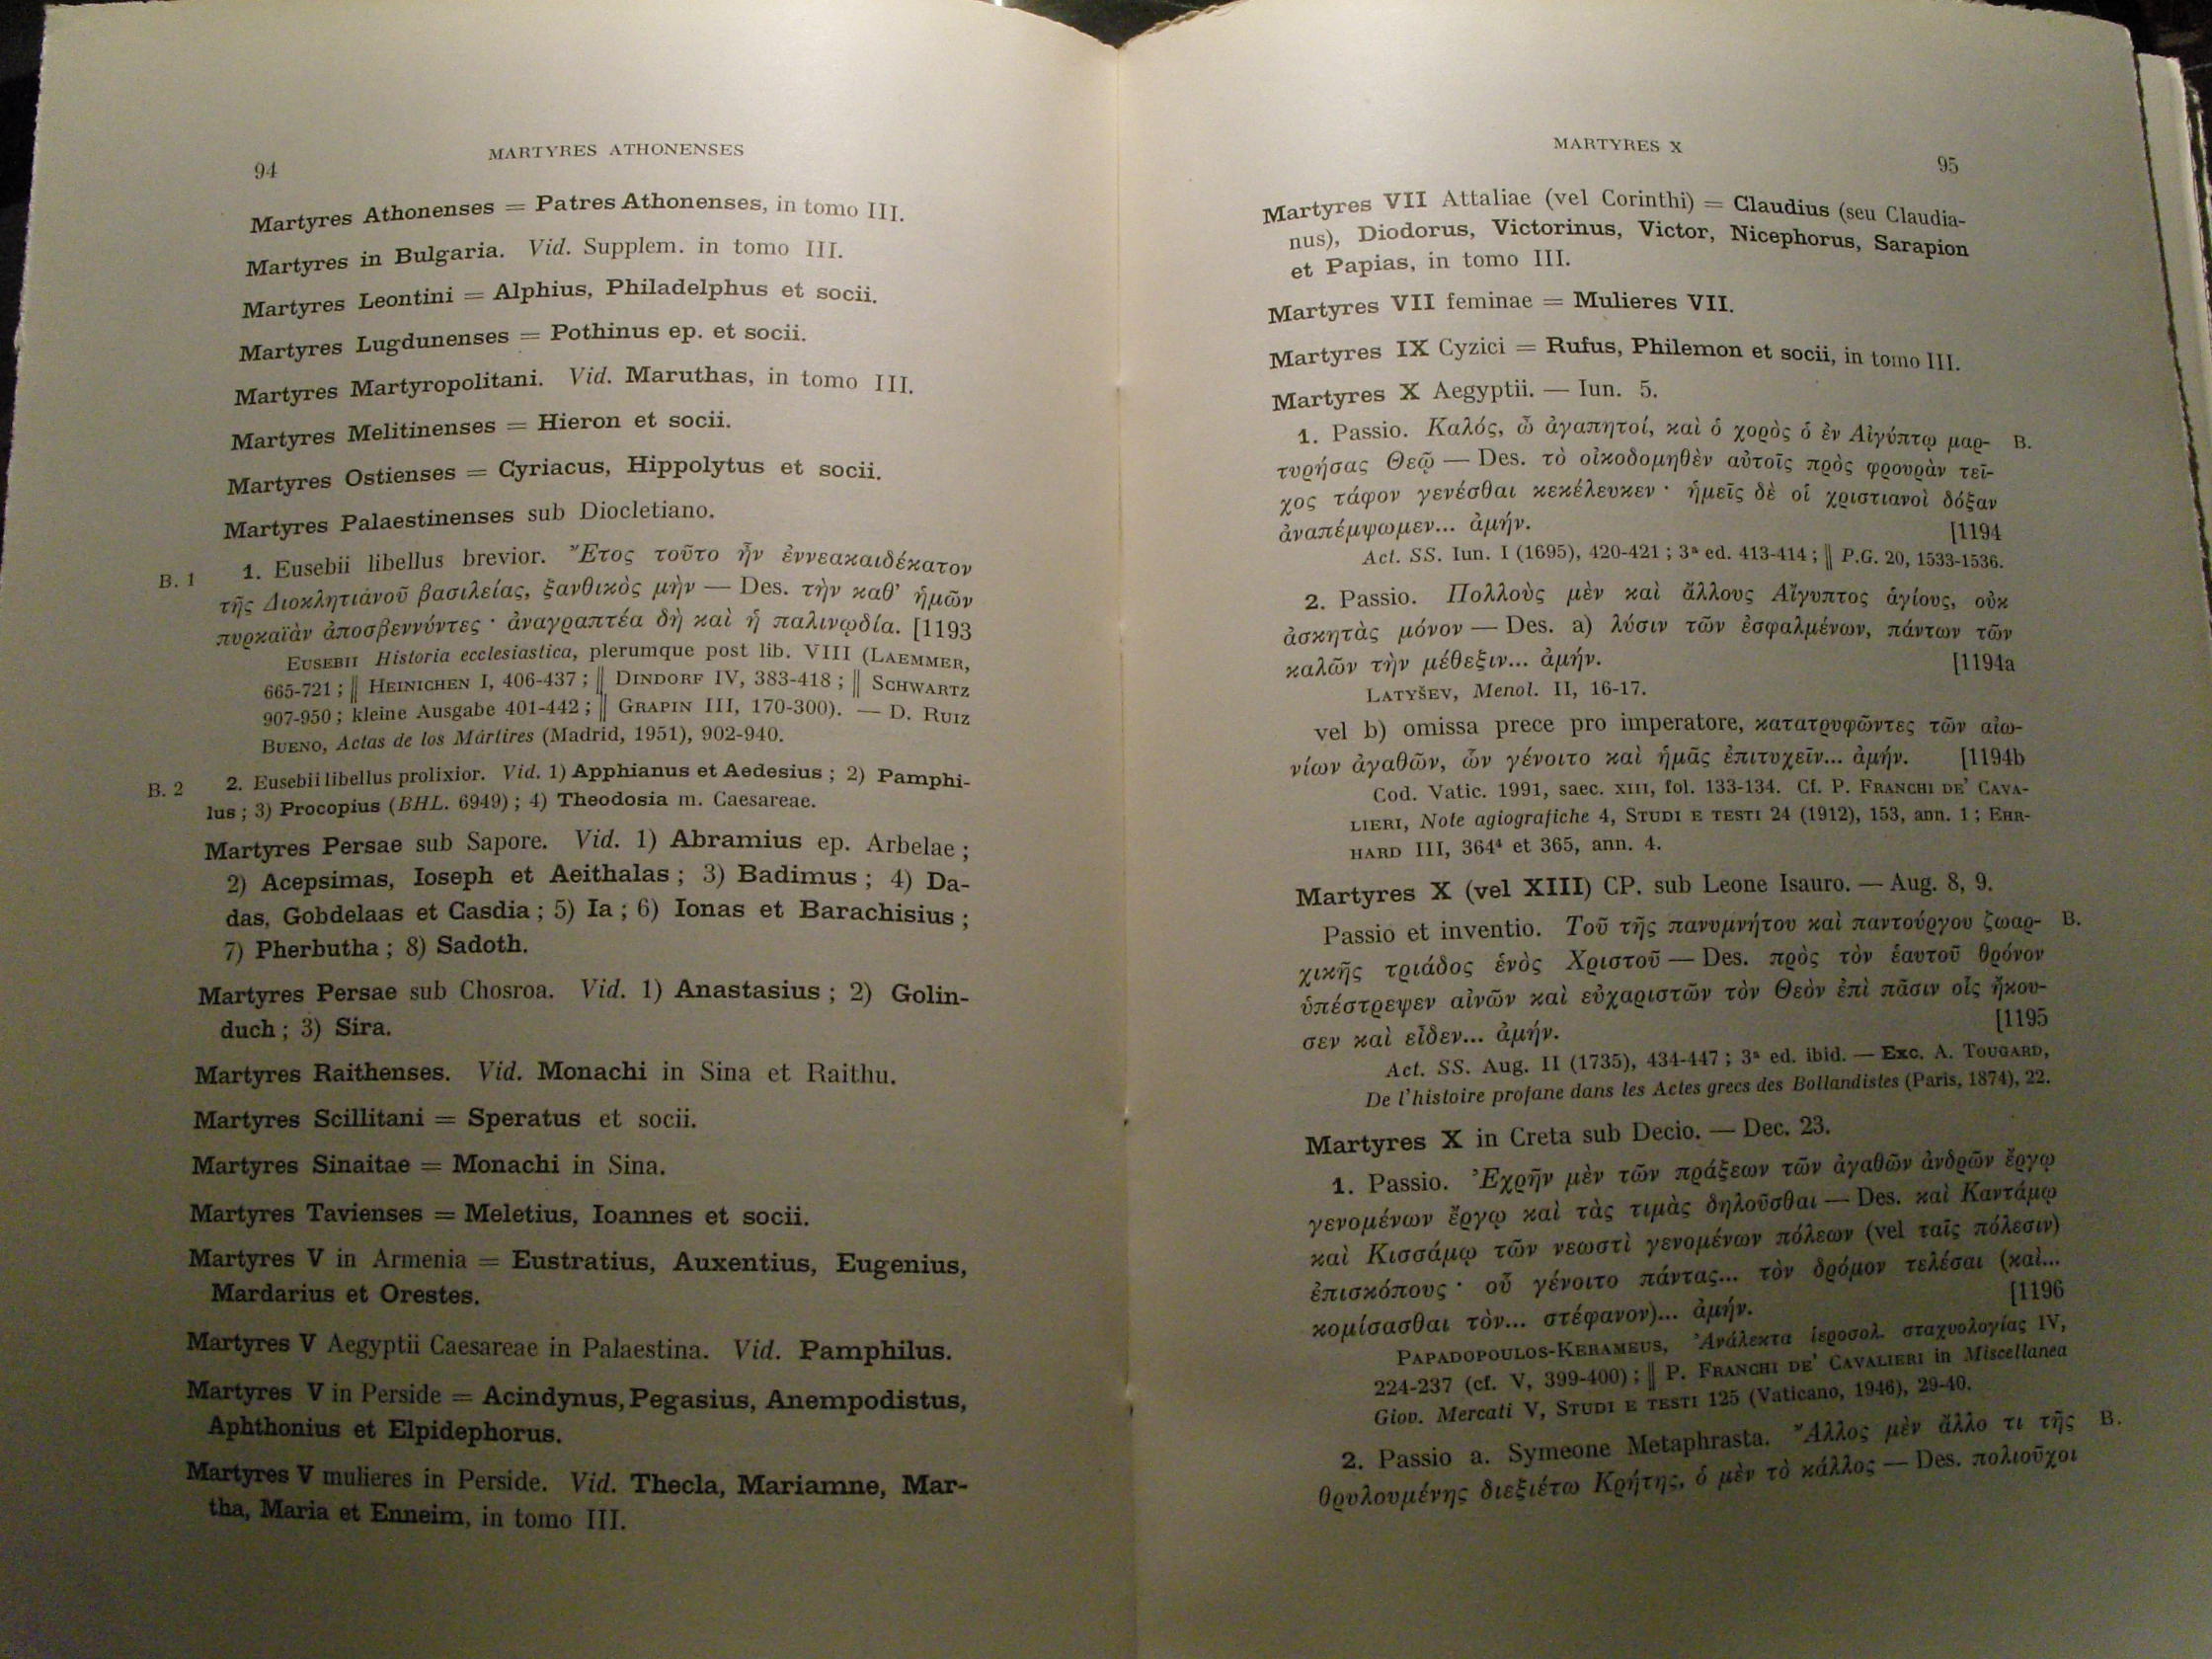 94
MARTYRES ATHONENSES
Martyres Athonenses = Patres Athonenses, in tomo III.
Martyres in Bulgaria. Vid. Supplem. in tomo III.
Martyres Leontini = Alphius, Philadelphus et socii.
Martyres Lugdunenses = Pothinus ep. et socii.
Martyres Martyropolitani. Vid. Maruthas, in tomo III.
Martyres Melitinenses = Hieron et socii.
Martyres Ostienses = Cyriacus, Hippolytus et socii.
Martyres Palaestinenses sub Diocletiano.
B. 1 1. Eusebii libellus brevior. Ἔτος τοῦτο ἦν ἐννεακαιδέκατον
τῆς Διοκλητιανοῦ βασιλείας, ξανθικὸς μὴν — Des. τὴν καθ' ἡμῶν
πυρκαϊὰν ἀποσβεννύντες · ἀναγραπτέα δὴ καὶ ἡ παλινῳδία. [1193
EUSEBII Historia ecclesiastica, plerumque post lib. VIII (LAEMMER,
665-721 ; || HEINICHEN I, 406-437 ; || DINDORF IV, 383-418 ; || SCHWARTZ
907-950 ; kleine Ausgabe 401-442 ; || GRAPIN III, 170-300). — D. RUIZ
BUENO, Actas de los Mártires (Madrid, 1951), 902-940.
B. 2 2. Eusebii libellus prolixior. Vid. 1) Apphianus et Aedesius ; 2) Pamphi-
lus ; 3) Procopius (BHL. 6949) ; 4) Theodosia m. Caesareae.
Martyres Persae sub Sapore. Vid. 1) Abramius ep. Arbelae ;
2) Acepsimas, Ioseph et Aeithalas ; 3) Badimus ; 4) Da-
das, Gobdelaas et Casdia ; 5) Ia ; 6) Ionas et Barachisius ;
7) Pherbutha ; 8) Sadoth.
Martyres Persae sub Chosroa. Vid. 1) Anastasius ; 2) Golin-
duch ; 3) Sira.
Martyres Raithenses. Vid. Monachi in Sina et Raithu.
Martyres Scillitani = Speratus et socii.
Martyres Sinaitae = Monachi in Sina.
Martyres Tavienses = Meletius, Ioannes et socii.
Martyres V in Armenia = Eustratius, Auxentius, Eugenius,
Mardarius et Orestes.
Martyres V Aegyptii Caesareae in Palaestina. Vid. Pamphilus.
Martyres V in Perside = Acindynus, Pegasius, Anempodistus,
Aphthonius et Elpidephorus.
Martyres V mulieres in Perside. Vid. Thecla, Mariamne, Mar-
tha, Maria et Enneim, in tomo III.
MARTYRES X
95
Martyres VII Attaliae (vel Corinthi) = Claudius (seu Claudia-
nus), Diodorus, Victorinus, Victor, Nicephorus, Sarapion
et Papias, in tomo III.
Martyres VII feminae = Mulieres VII.
Martyres IX Cyzici = Rufus, Philemon et socii, in tomo III.
Martyres X Aegyptii. — Iun. 5.
1. Passio. Καλός, ὦ ἀγαπητοί, καὶ ὁ χορὸς ὁ ἐν Αἰγύπτῳ μαρ- B.
τυρήσας Θεῷ — Des. τὸ οἰκοδομηθὲν αὐτοῖς πρὸς φρουρὰν τεῖ-
χος τάφον γενέσθαι κεκέλευκεν · ἡμεῖς δὲ οἱ χριστιανοὶ δόξαν
ἀναπέμψωμεν... ἀμήν. [1194
Act. SS. Iun. I (1695), 420-421 ; 3ª ed. 413-414 ; || P.G. 20, 1533-1536.
2. Passio. Πολλοὺς μὲν καὶ ἄλλους Αἴγυπτος ἁγίους, οὐκ
ἀσκητὰς μόνον — Des. a) λύσιν τῶν ἐσφαλμένων, πάντων τῶν
καλῶν τὴν μέθεξιν... ἀμήν. [1194a
LATYŠEV, Menol. II, 16-17.
vel b) omissa prece pro imperatore, κατατρυφῶντες τῶν αἰω-
νίων ἀγαθῶν, ὧν γένοιτο καὶ ἡμᾶς ἐπιτυχεῖν... ἀμήν. [1194b
Cod. Vatic. 1991, saec. XIII, fol. 133-134. Cf. P. FRANCHI DE' CAVA-
LIERI, Note agiografiche 4, STUDI E TESTI 24 (1912), 153, ann. 1 ; EHR-
HARD III, 364⁴ et 365, ann. 4.
Martyres X (vel XIII) CP. sub Leone Isauro. — Aug. 8, 9.
Passio et inventio. Τοῦ τῆς πανυμνήτου καὶ παντούργου ζωαρ- B.
χικῆς τριάδος ἑνὸς Χριστοῦ — Des. πρὸς τὸν ἑαυτοῦ θρόνον
ὑπέστρεψεν αἰνῶν καὶ εὐχαριστῶν τὸν Θεὸν ἐπὶ πᾶσιν οἷς ἤκου-
σεν καὶ εἶδεν... ἀμήν. [1195
Act. SS. Aug. II (1735), 434-447 ; 3ª ed. ibid. — Exc. A. TOUGARD,
De l'histoire profane dans les Actes grecs des Bollandistes (Paris, 1874), 22.
Martyres X in Creta sub Decio. — Dec. 23.
1. Passio. Ἐχρῆν μὲν τῶν πράξεων τῶν ἀγαθῶν ἀνδρῶν ἔργῳ
γενομένων ἔργῳ καὶ τὰς τιμὰς δηλοῦσθαι — Des. καὶ Καντάμῳ
καὶ Κισσάμῳ τῶν νεωστὶ γενομένων πόλεων (vel ταῖς πόλεσιν)
ἐπισκόπους · οὗ γένοιτο πάντας... τὸν δρόμον τελέσαι (καὶ...
κομίσασθαι τὸν... στέφανον)... ἀμήν. [1196
PAPADOPOULOS-KERAMEUS, Ἀνάλεκτα ἱεροσολ. σταχυολογίας IV,
224-237 (cf. V, 399-400) ; || P. FRANCHI DE' CAVALIERI in Miscellanea
Giov. Mercati V, STUDI E TESTI 125 (Vaticano, 1946), 29-40.
2. Passio a. Symeone Metaphrasta. Ἄλλος μὲν ἄλλο τι τῆς B.
θρυλουμένης διεξιέτω Κρήτης, ὁ μὲν τὸ κάλλος — Des. πολιοῦχοι